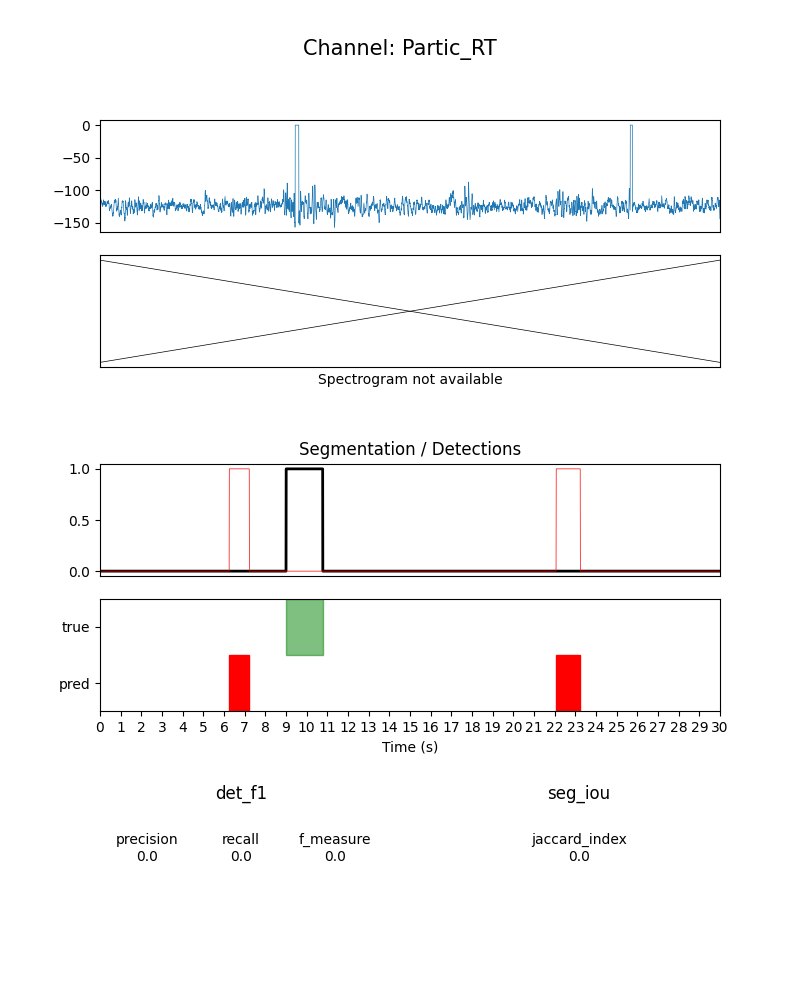 Channel: Partic_RT
0
−50
−100
−150
Spectrogram not available
Segmentation / Detections
1.0
0.5
0.0
true
pred
0 1 2 3 4 5 6 7 8 9 10 11 12 13 14 15 16 17 18 19 20 21 22 23 24 25 26 27 28 29 30
Time (s)
det_f1 seg_iou
precision recall f_measure jaccard_index
0.0 0.0 0.0 0.0